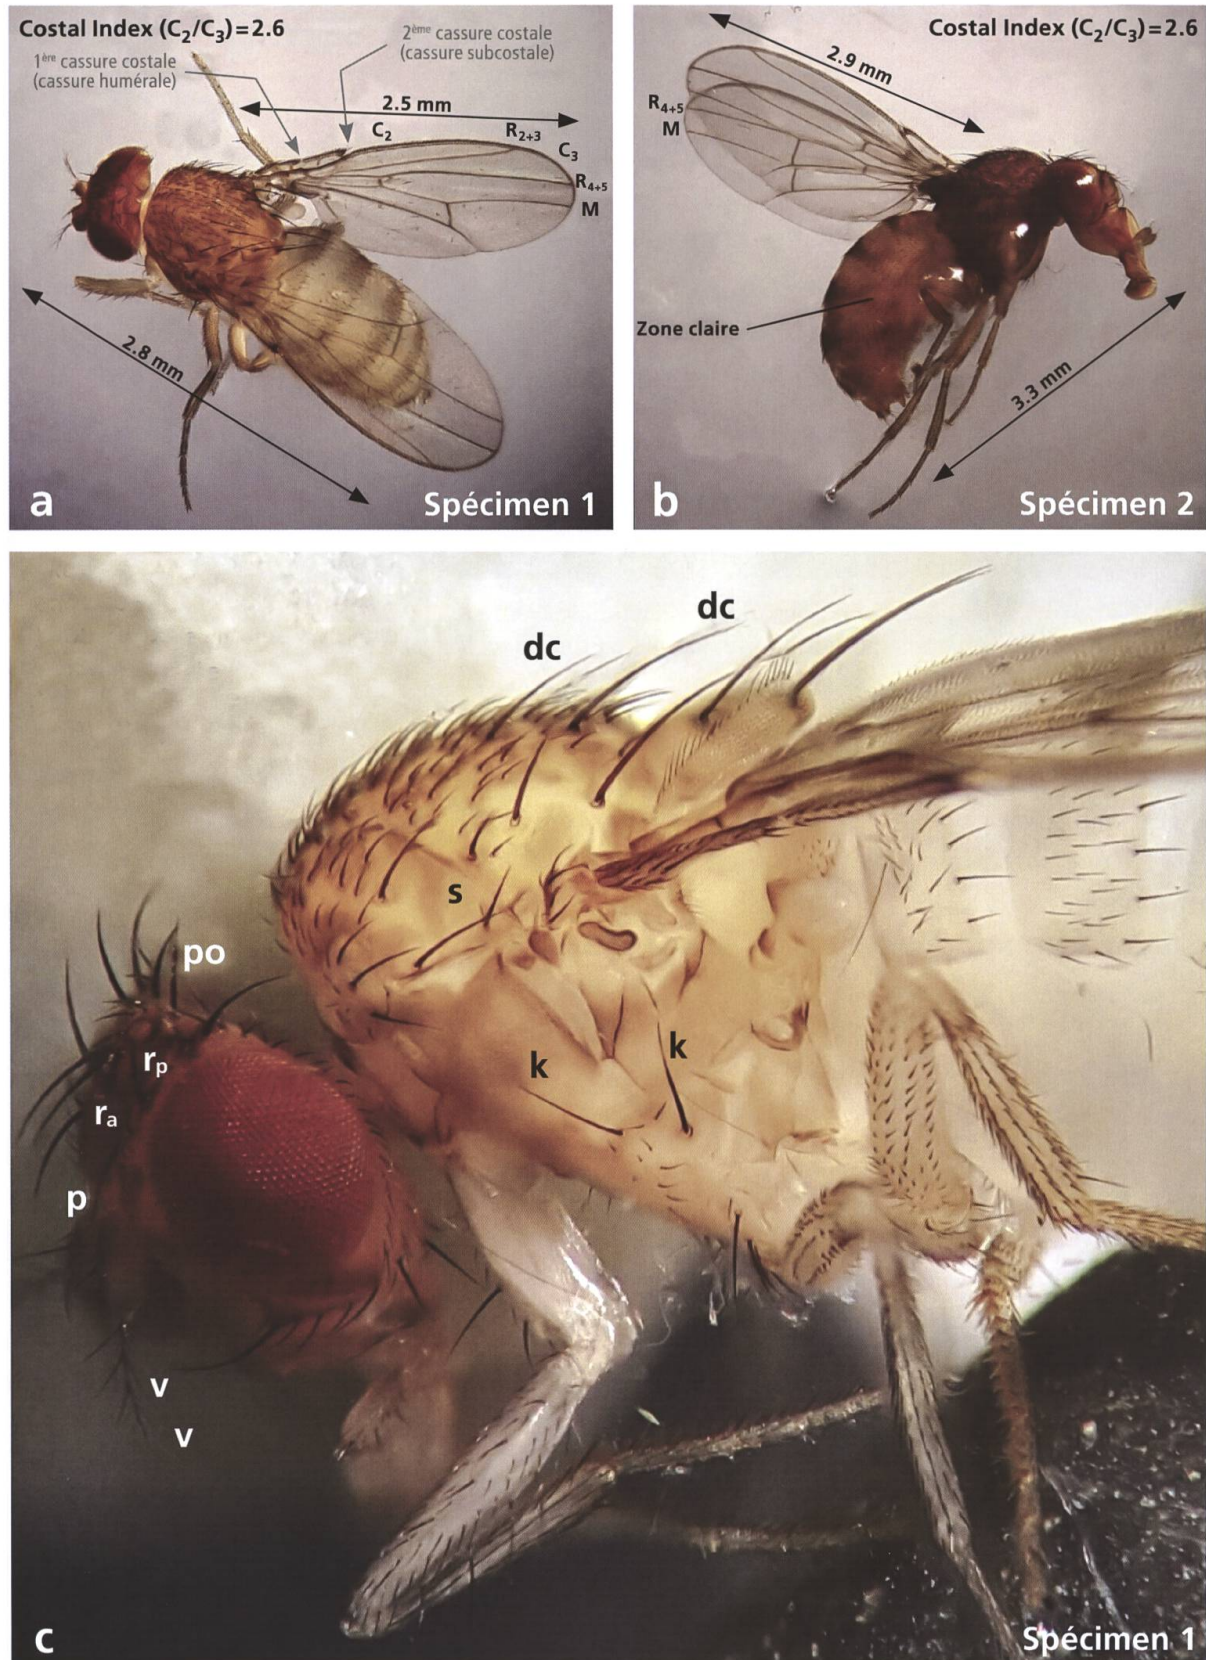 Costal Index (C₂/C₃)=2.6
1ère cassure costale
(cassure humérale)
2ème cassure costale
(cassure subcostale)
2.5 mm
C₂
R₂₊₃
C₃
R₄₊₅
M
2.8 mm
a
Spécimen 1
Costal Index (C₂/C₃)=2.6
2.9 mm
R₄₊₅
M
Zone claire
3.3 mm
b
Spécimen 2
dc
dc
s
po
rp
k
k
ra
p
v
v
c
Spécimen 1